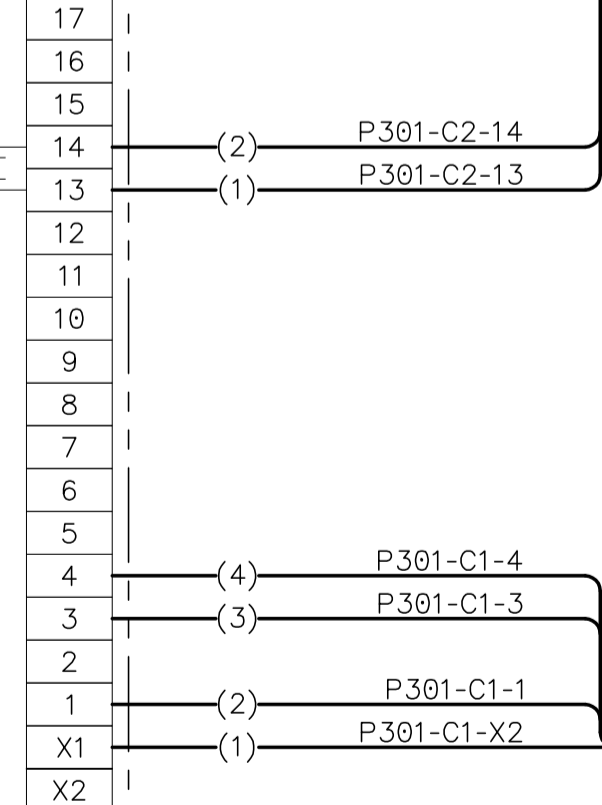 17
16
15
14 (2) P301-C2-14
13 (1) P301-C2-13
12
11
10
9
8
7
6
5
4 (4) P301-C1-4
3 (3) P301-C1-3
2
1 (2) P301-C1-1
X1 (1) P301-C1-X2
X2